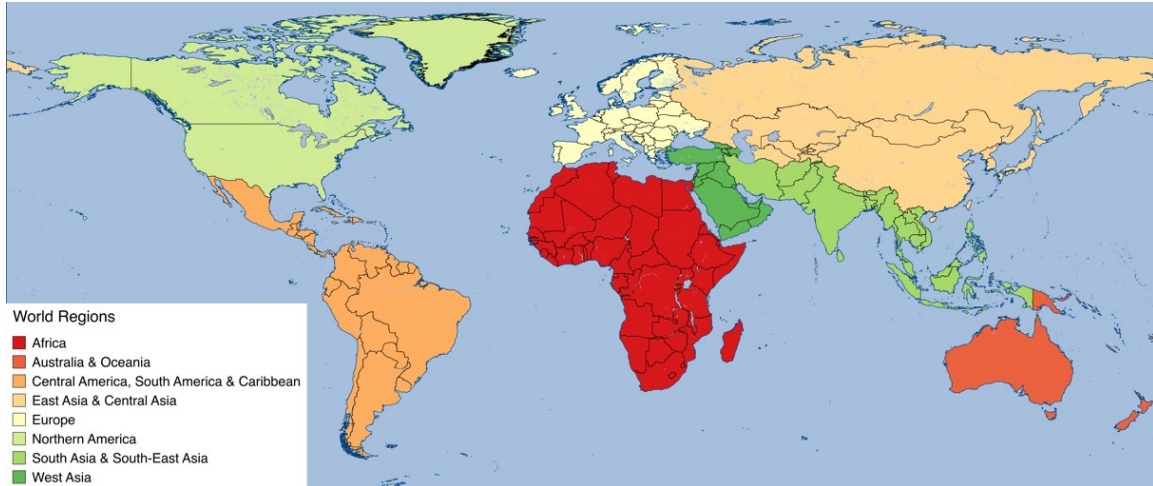 World Regions
Africa
Australia & Oceania
Central America, South America & Caribbean
East Asia & Central Asia
Europe
Northern America
South Asia & South-East Asia
West Asia